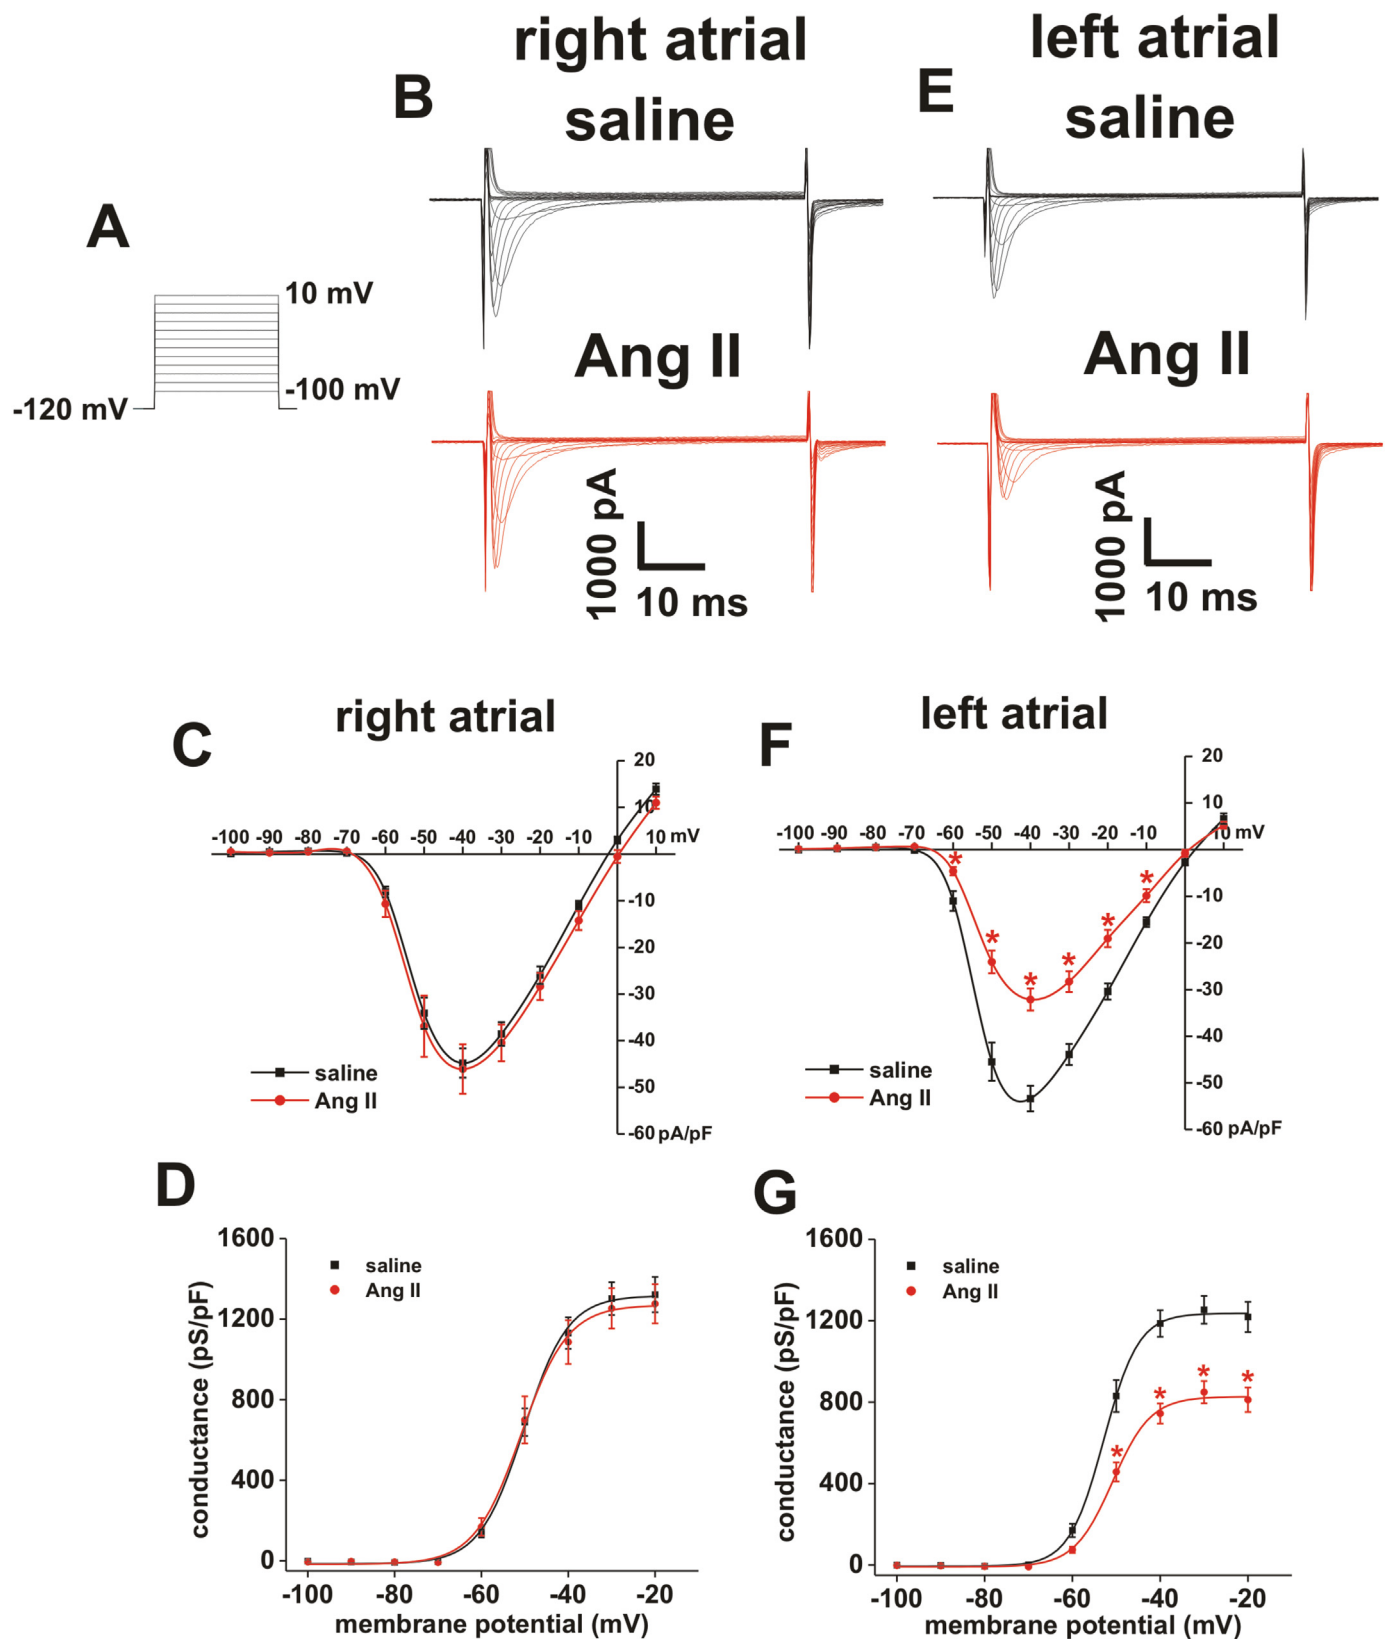 right atrial
left atrial
B
saline
E
saline
A
10 mV
-100 mV
-120 mV
Ang II
Ang II
1000 pA
10 ms
1000 pA
10 ms
C
right atrial
20
10
-100 -90 -80 -70 -60 -50 -40 -30 -20 -10 10 mV
-10
-20
-30
-40
-50
-60 pA/pF
saline
Ang II
F
left atrial
20
10
-100 -90 -80 -70 -60 -50 -40 -30 -20 -10 10 mV
-10
-20
-30
-40
-50
-60 pA/pF
* * * * * *
saline
Ang II
D
1600
1200
800
400
0
conductance (pS/pF)
saline
Ang II
-100 -80 -60 -40 -20
membrane potential (mV)
G
1600
1200
800
400
0
conductance (pS/pF)
saline
Ang II
* * * *
-100 -80 -60 -40 -20
membrane potential (mV)